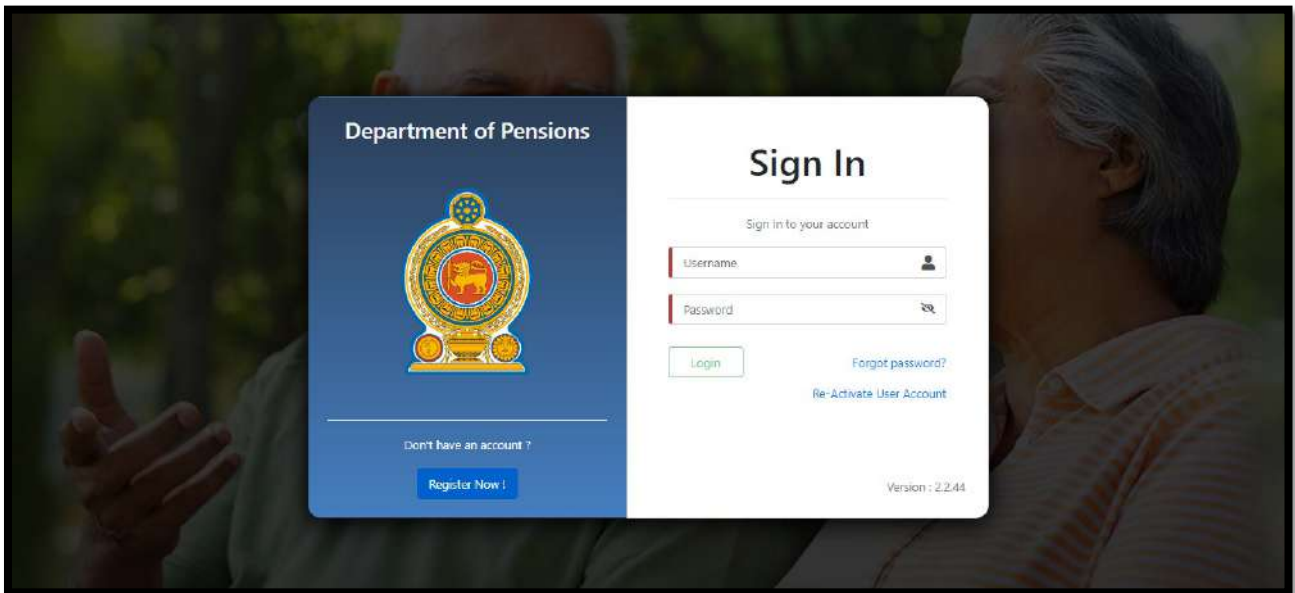 Department of Pensions
Don't have an account ?
Register Now !
Sign In
Sign in to your account
Username
Password
Login
Forgot password?
Re-Activate User Account
Version : 2.2.44